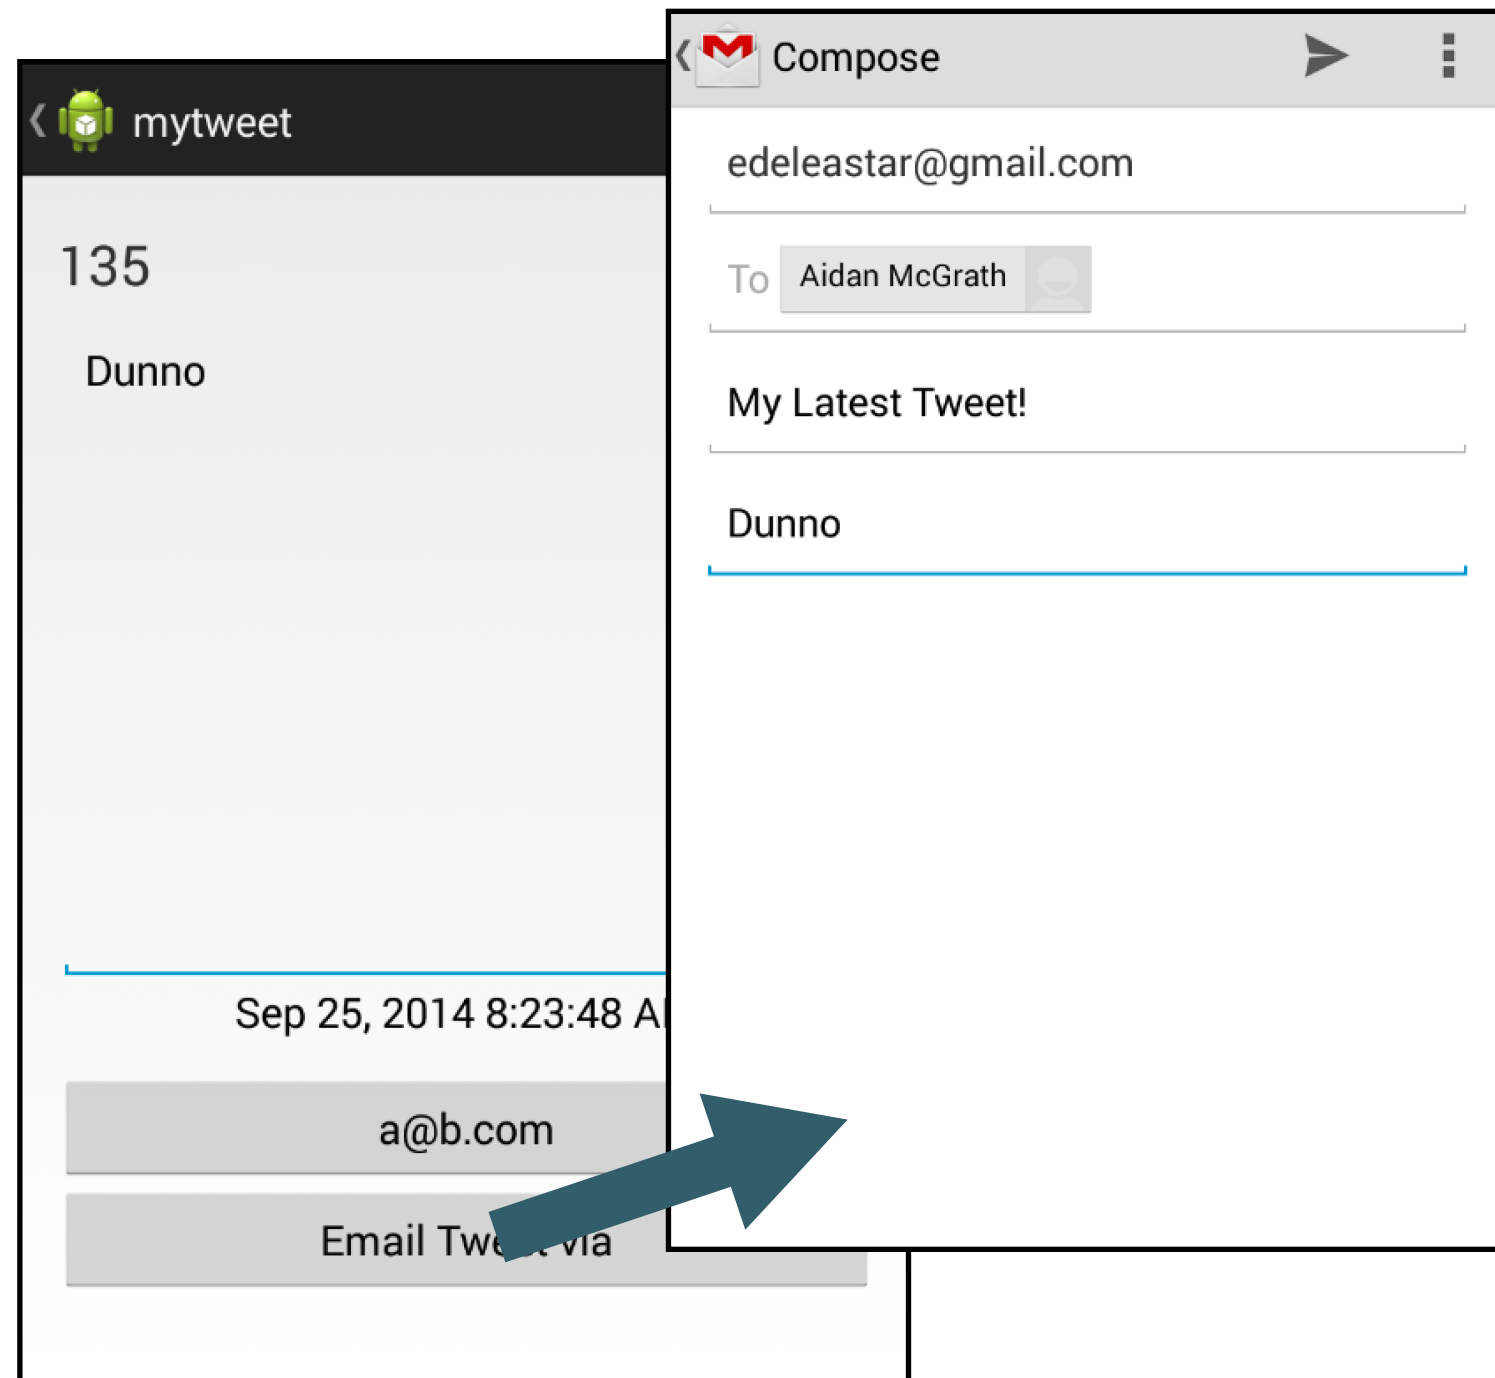 mytweet
135
Dunno
Sep 25, 2014 8:23:48
a@b.com
Email Tweet via
Compose
edeleastar@gmail.com
To Aidan McGrath
My Latest Tweet!
Dunno